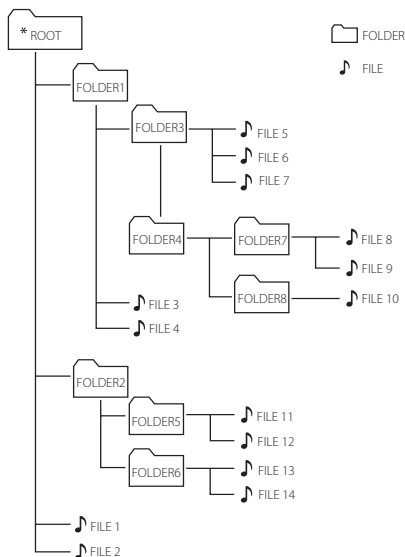 * ROOT
FOLDER
FILE
FOLDER1
FOLDER3
FILE 5
FILE 6
FILE 7
FOLDER4
FOLDER7
FILE 8
FILE 9
FOLDER8
FILE 10
FILE 3
FILE 4
FOLDER2
FOLDER5
FILE 11
FILE 12
FOLDER6
FILE 13
FILE 14
FILE 1
FILE 2